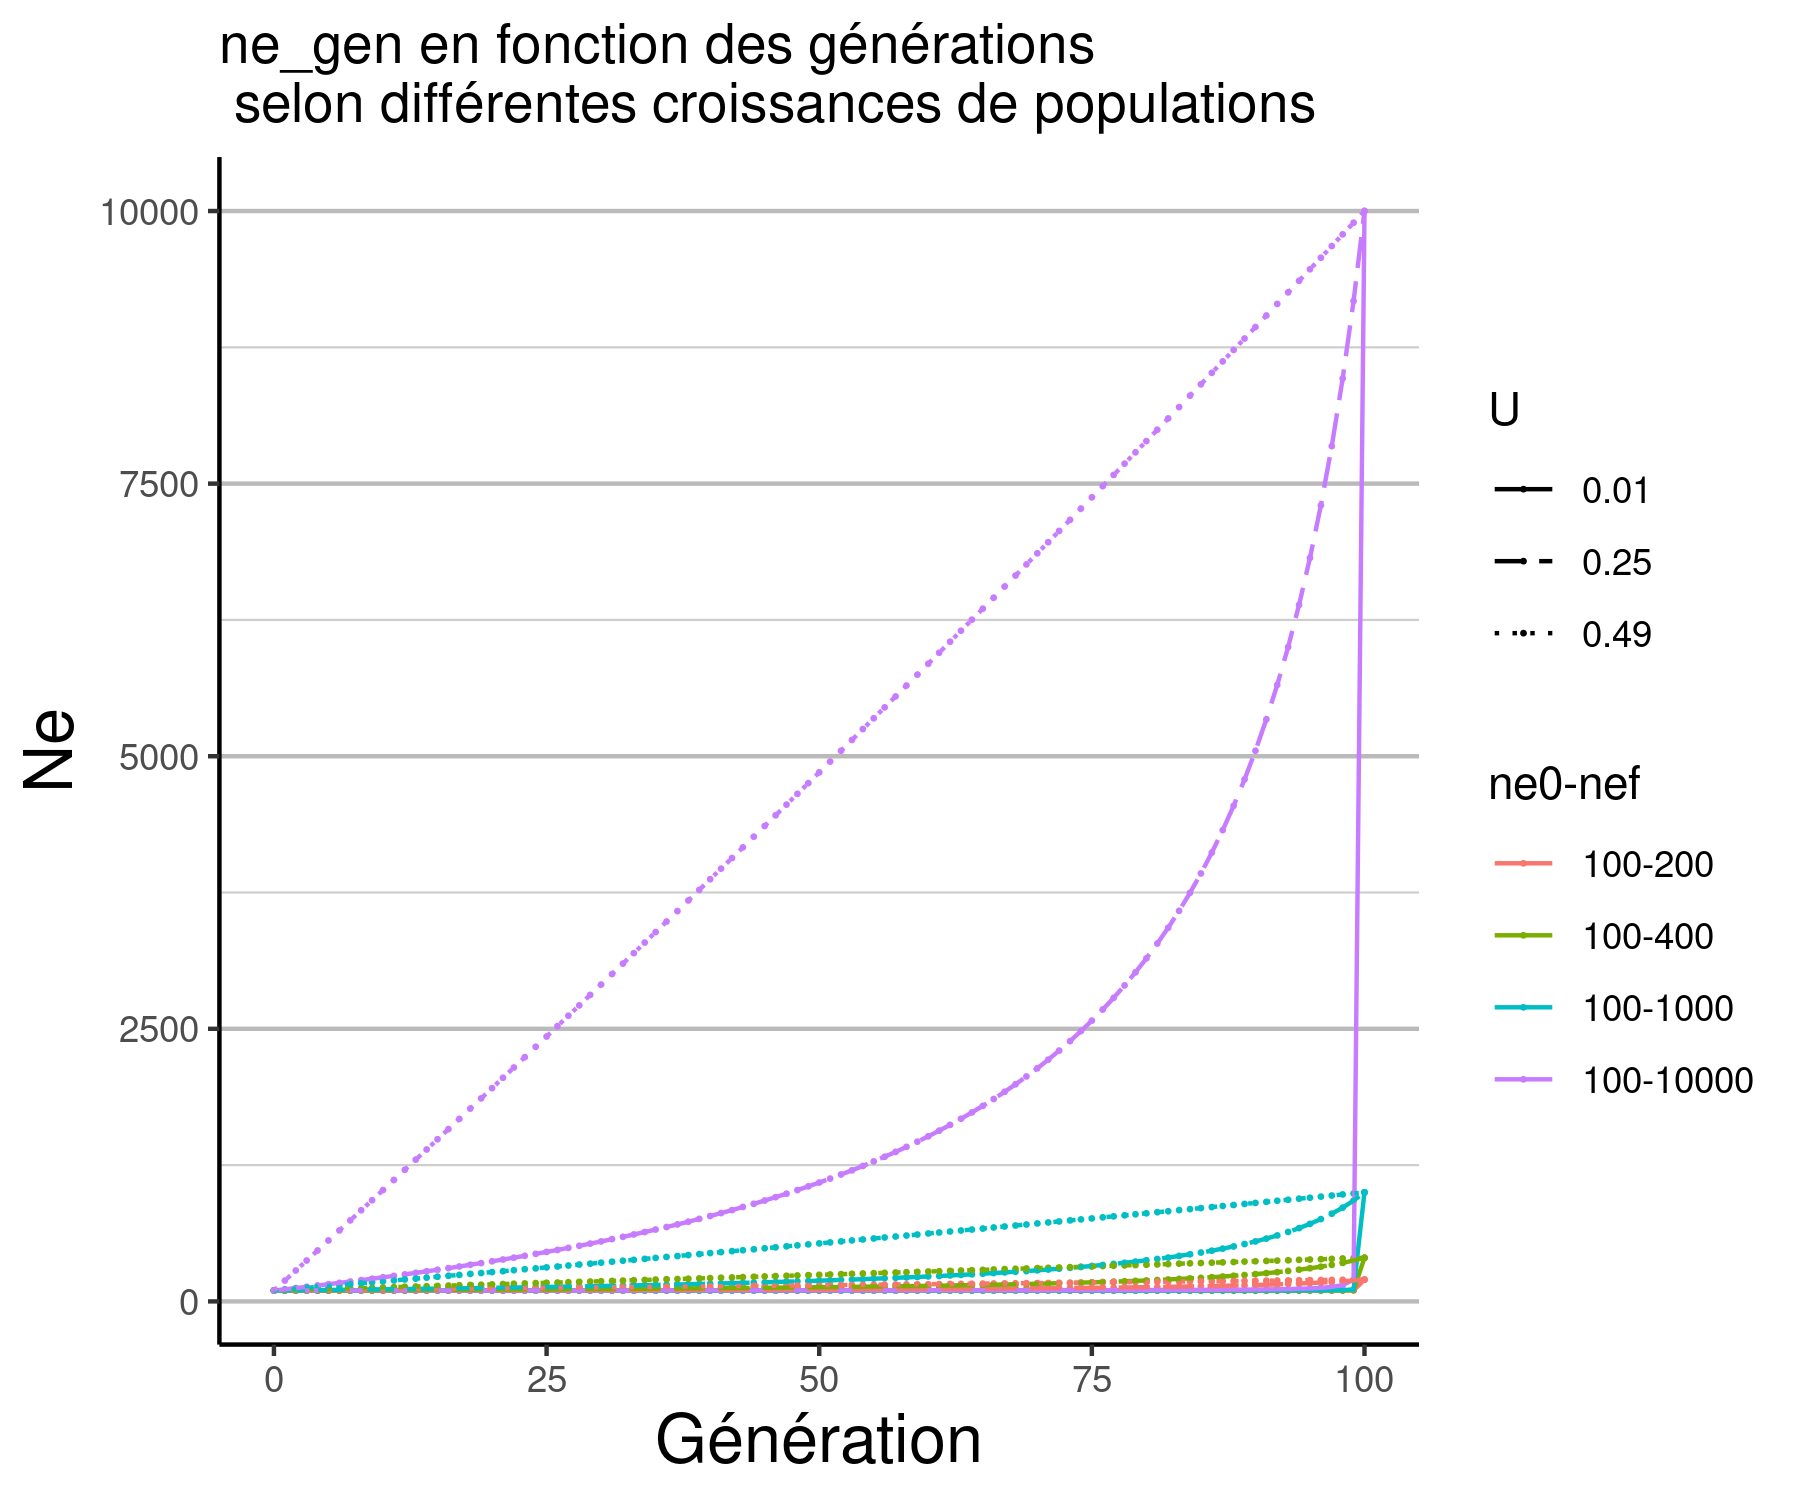 ne_gen en fonction des générations
selon différentes croissances de populations
10000
7500
5000
2500
0
Ne
0 25 50 75 100
Génération
U
0.01
0.25
0.49
ne0-nef
100-200
100-400
100-1000
100-10000